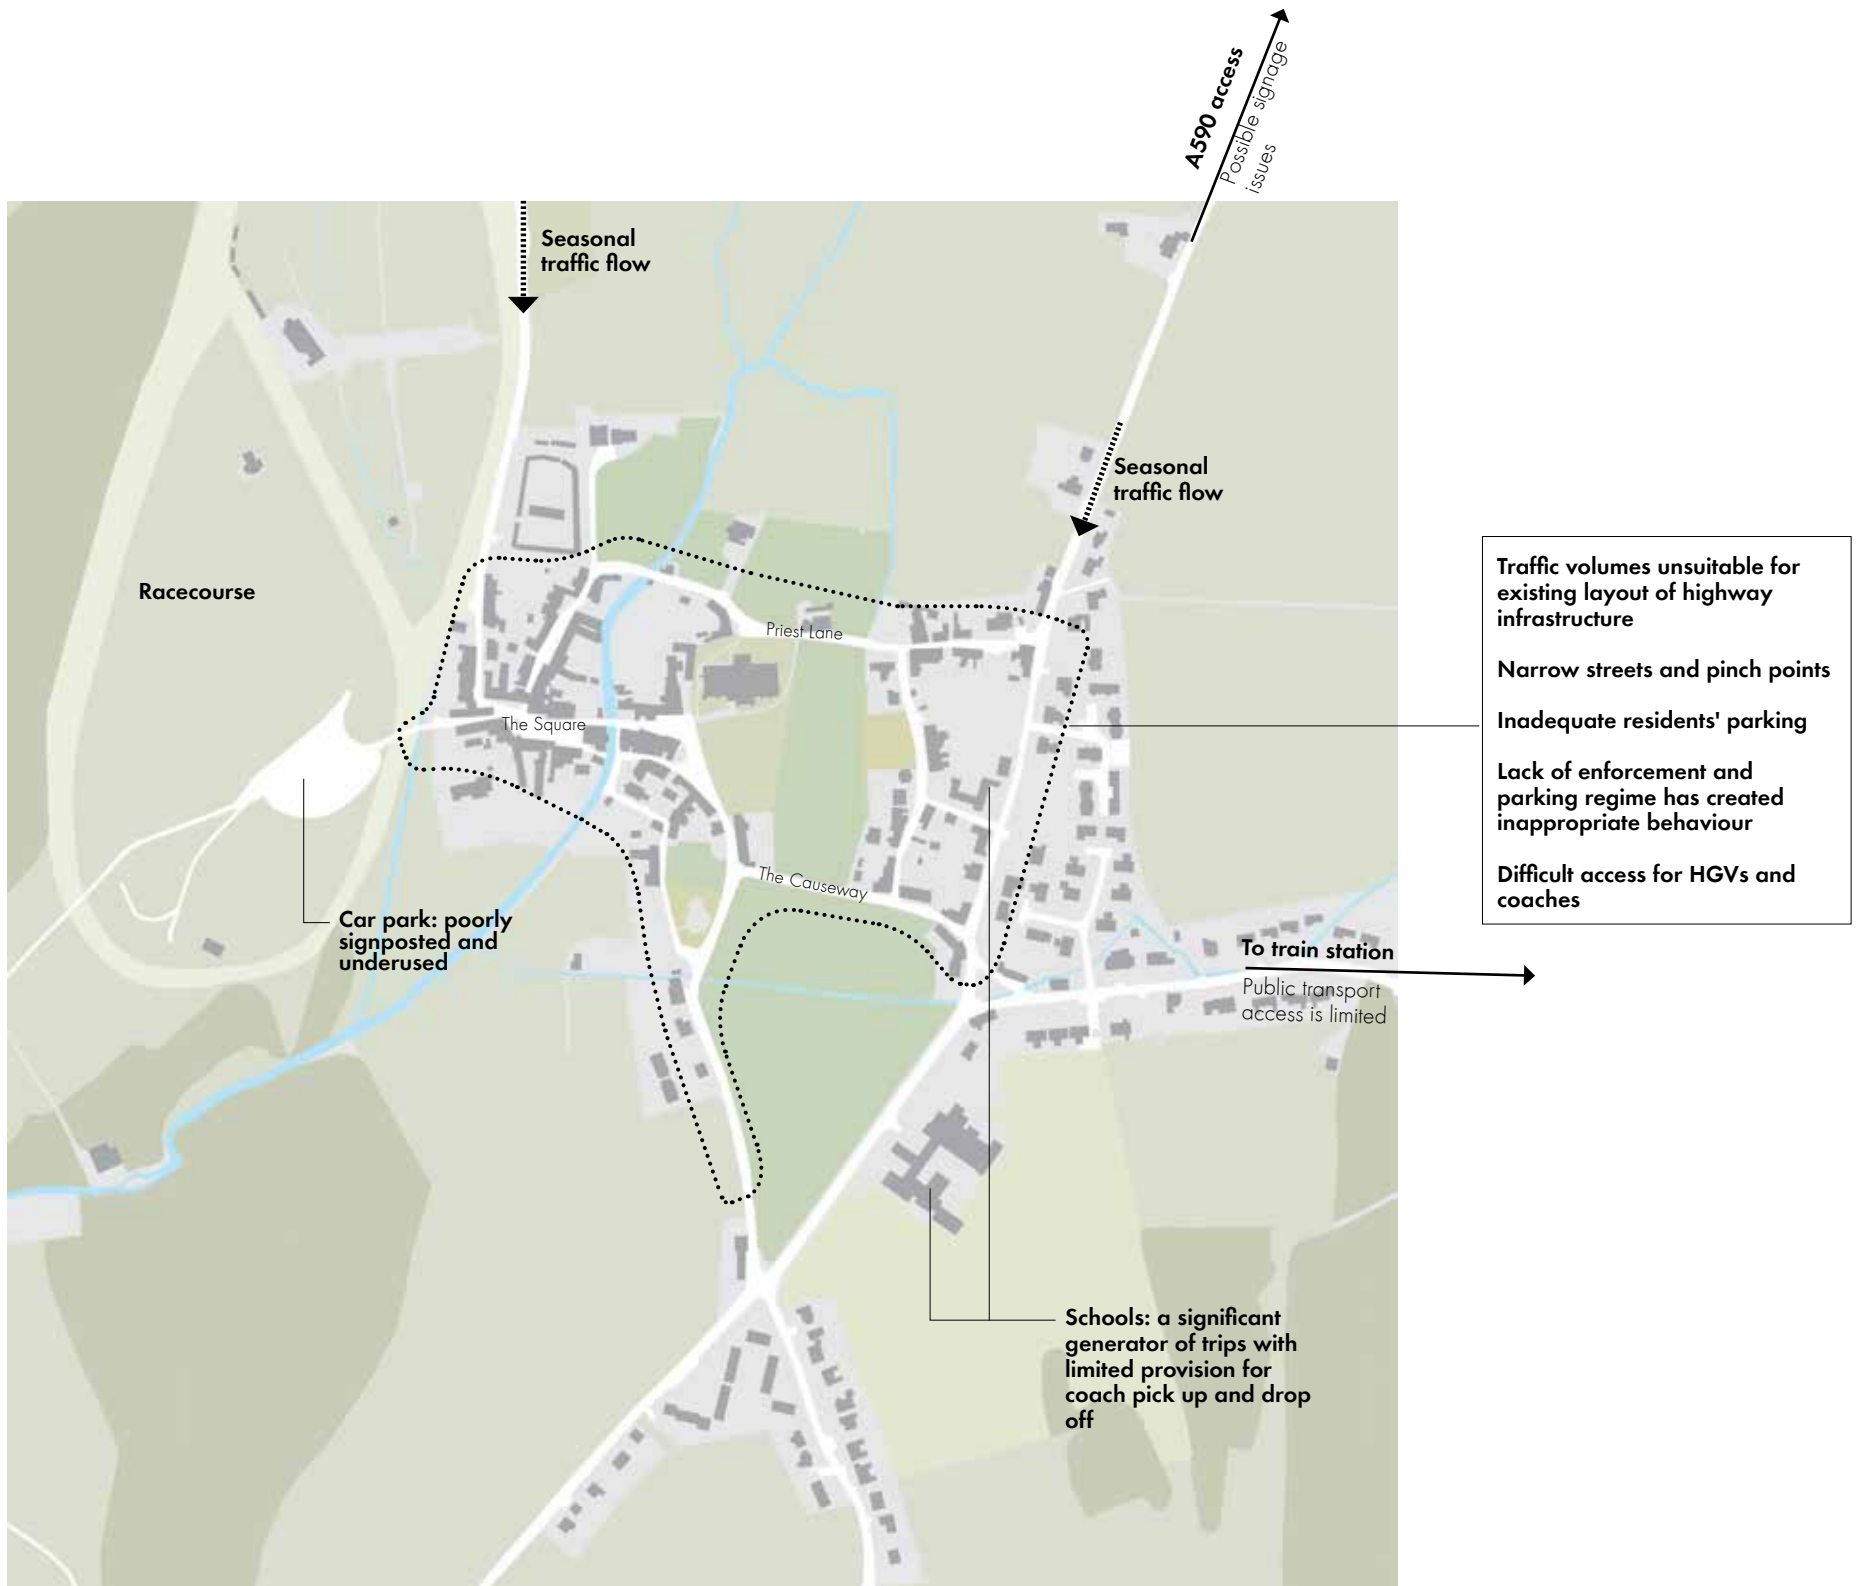 A590 access
Possible signage
issues
Seasonal
traffic flow
Seasonal
traffic flow
Racecourse
Priest Lane
The Square
The Causeway
Car park: poorly
signposted and
underused
Traffic volumes unsuitable for
existing layout of highway
infrastructure
Narrow streets and pinch points
Inadequate residents' parking
Lack of enforcement and
parking regime has created
inappropriate behaviour
Difficult access for HGVs and
coaches
To train station
Public transport
access is limited
Schools: a significant
generator of trips with
limited provision for
coach pick up and drop
off